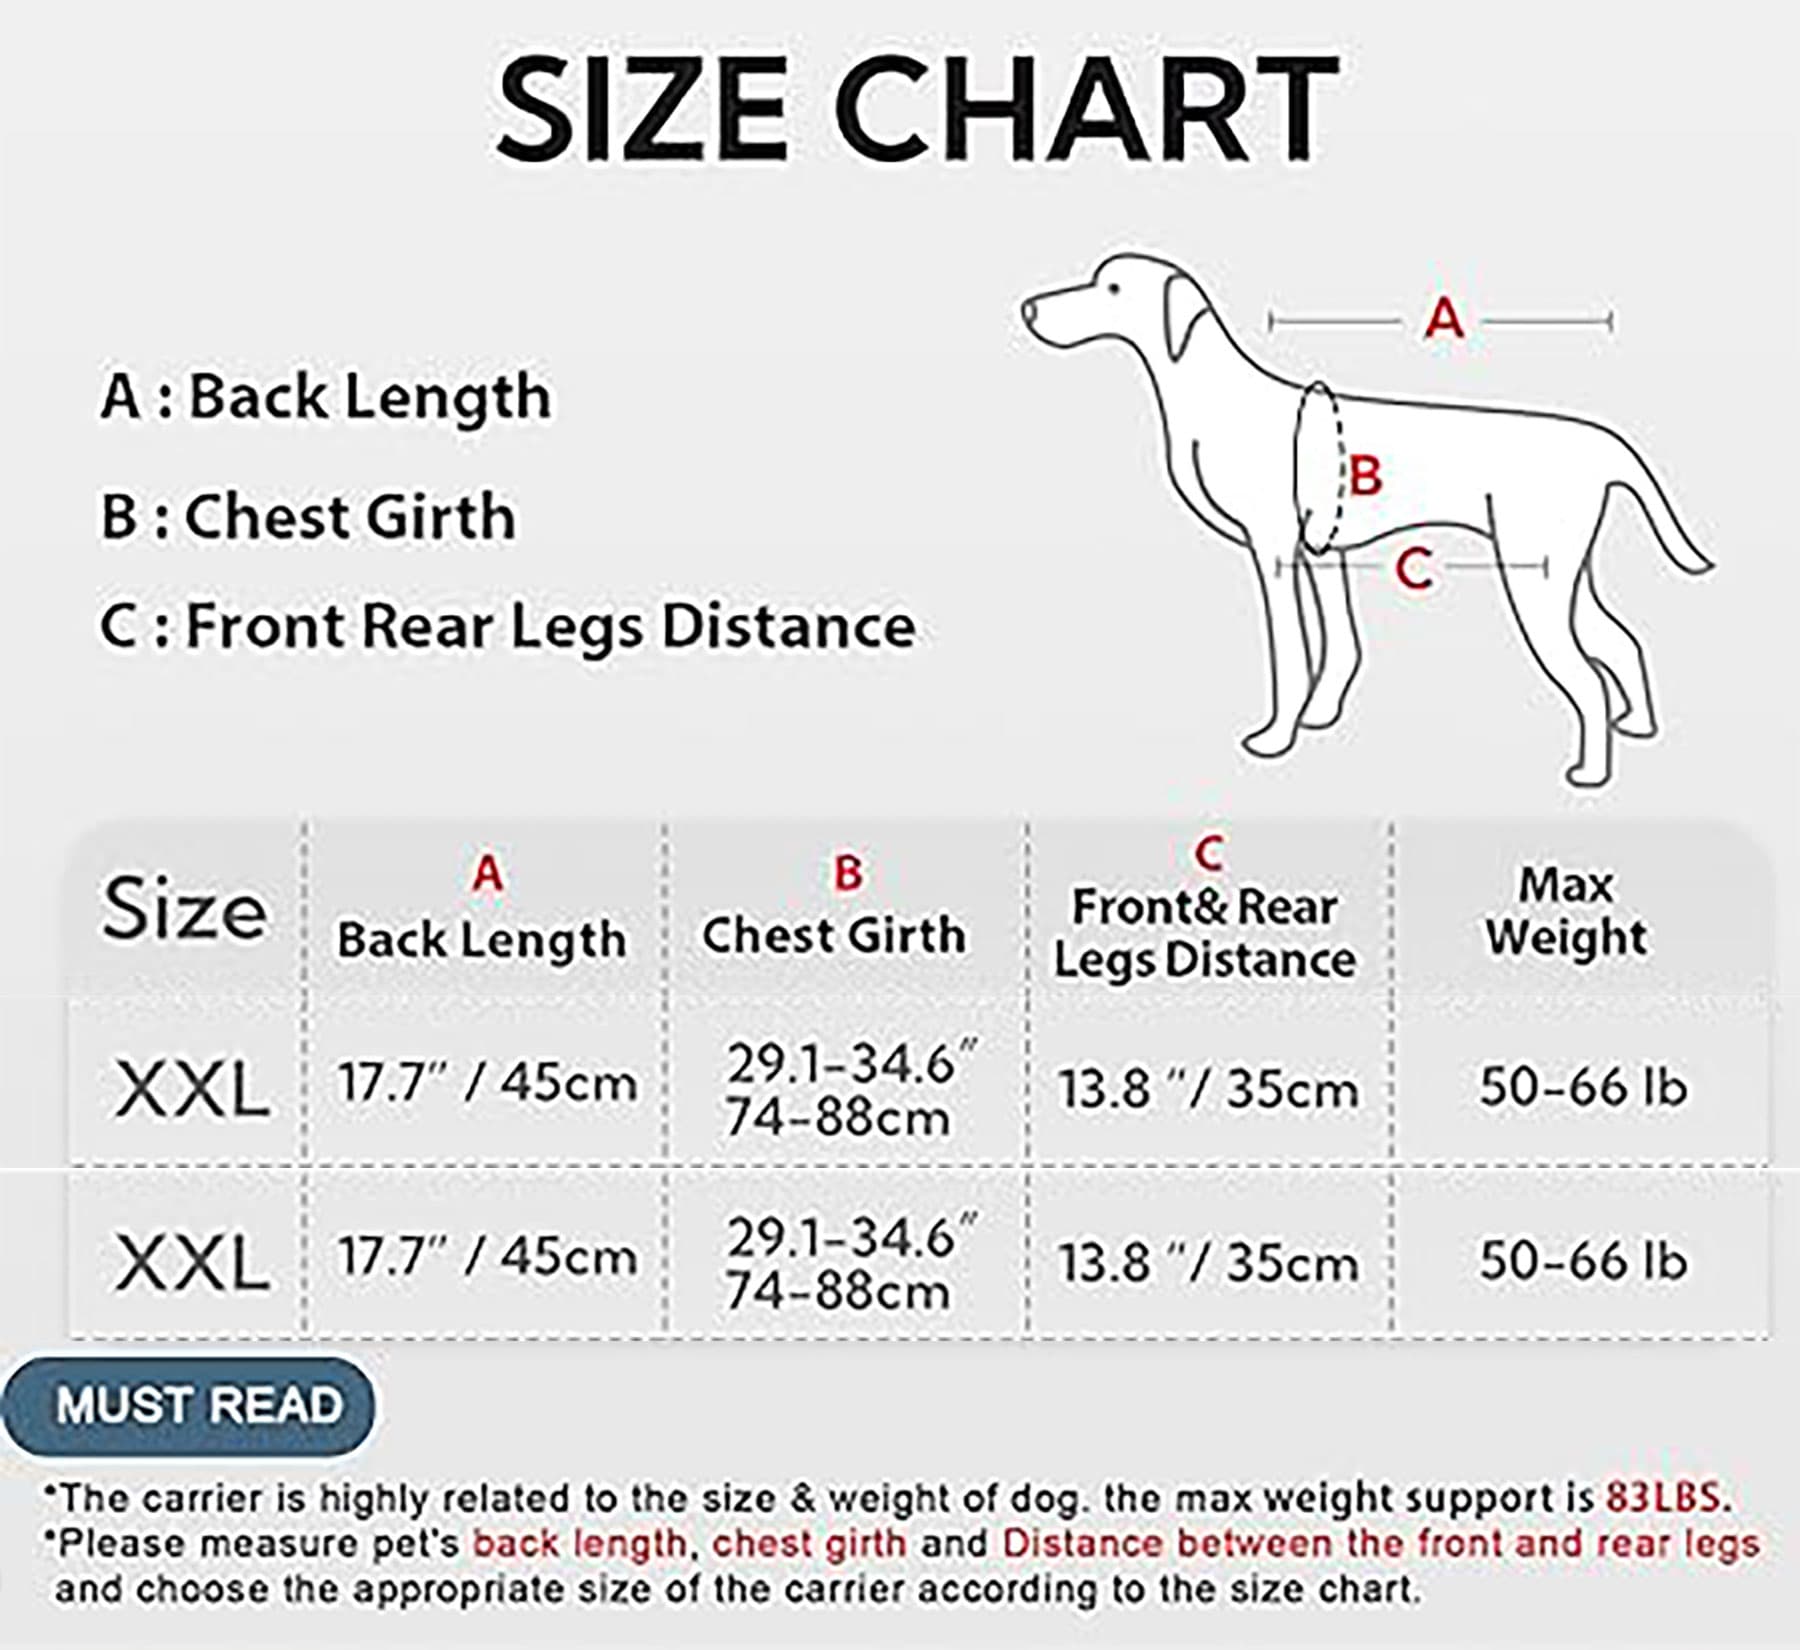 SIZE CHART
A
A : Back Length
B
B : Chest Girth
C
C : Front Rear Legs Distance
Size
A
Back Length
B
Chest Girth
C
Front& Rear
Legs Distance
Max
Weight
XXL
17.7″ / 45cm
29.1–34.6″
74–88cm
13.8 ″/ 35cm
50–66 lb
XXL
17.7″ / 45cm
29.1–34.6″
74–88cm
13.8 ″/ 35cm
50–66 lb
MUST READ
*The carrier is highly related to the size & weight of dog. the max weight support is 83LBS.
*Please measure pet's back length, chest girth and Distance between the front and rear legs
and choose the appropriate size of the carrier according to the size chart.